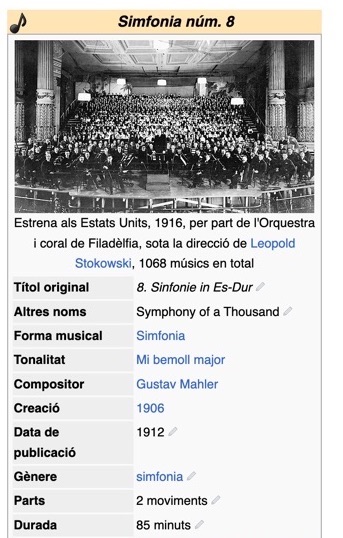 Simfonia núm. 8
Estrena als Estats Units, 1916, per part de l'Orquestra
i coral de Filadèlfia, sota la direcció de Leopold
Stokowski, 1068 músics en total
Títol original 8. Sinfonie in Es-Dur
Altres noms Symphony of a Thousand
Forma musical Simfonia
Tonalitat Mi bemoll major
Compositor Gustav Mahler
Creació 1906
Data de 1912
publicació
Gènere simfonia
Parts 2 moviments
Durada 85 minuts